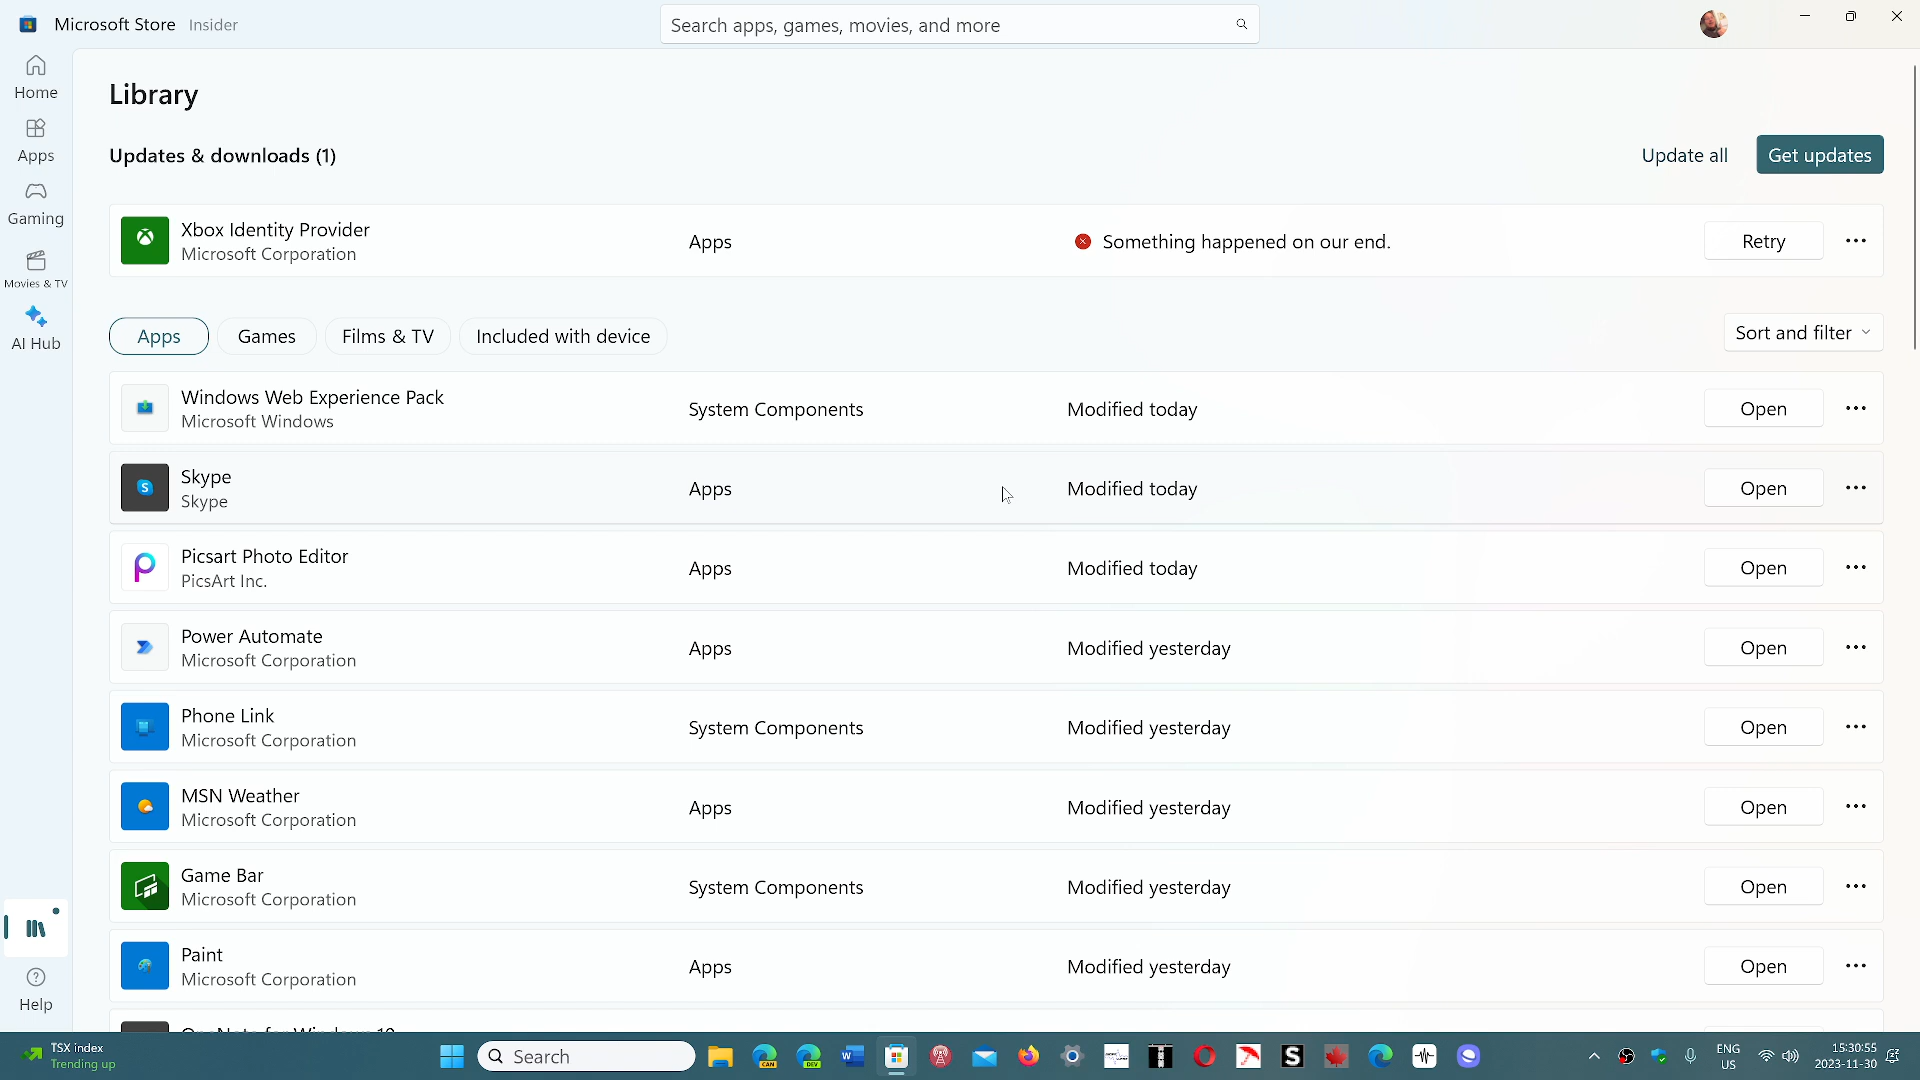 Microsoft Store Insider
Search apps, games, movies, and more
Home
Apps
Gaming
Movies & TV
AI Hub
Help
Library
Updates & downloads (1)
Update all
Get updates
Xbox Identity Provider
Microsoft Corporation
Apps
Something happened on our end.
Retry
Apps
Games
Films & TV
Included with device
Sort and filter
Windows Web Experience Pack
Microsoft Windows
System Components
Modified today
Open
Skype
Skype
Apps
Modified today
Open
Picsart Photo Editor
PicsArt Inc.
Apps
Modified today
Open
Power Automate
Microsoft Corporation
Apps
Modified yesterday
Open
Phone Link
Microsoft Corporation
System Components
Modified yesterday
Open
MSN Weather
Microsoft Corporation
Apps
Modified yesterday
Open
Game Bar
Microsoft Corporation
System Components
Modified yesterday
Open
Paint
Microsoft Corporation
Apps
Modified yesterday
Open
OneNote for Windows 10
TSX index
Trending up
Search
CAN
DEV
W
S
ENG
US
15:30:55
2023-11-30